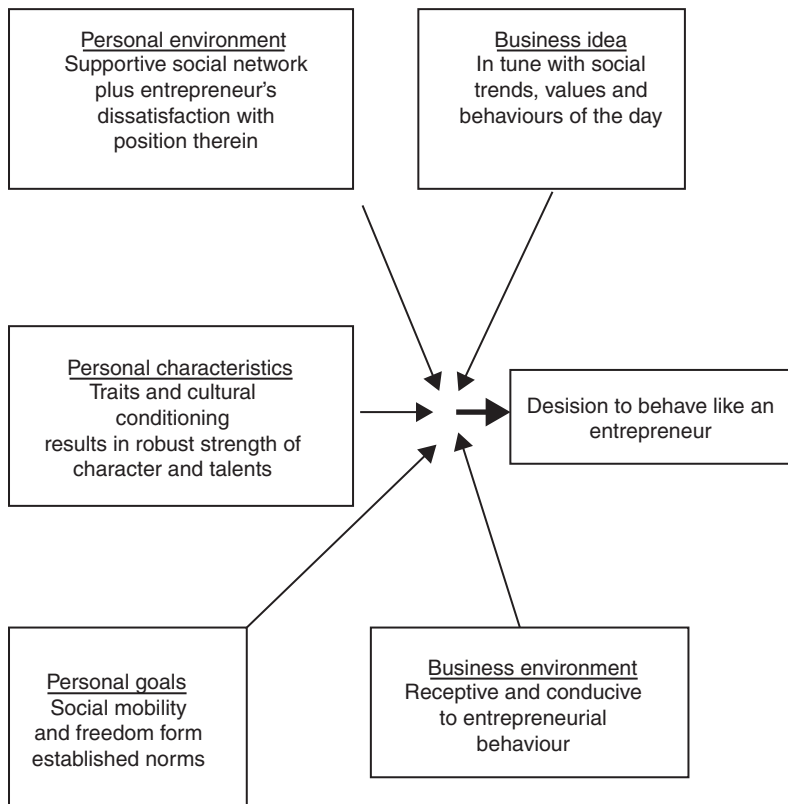 Personal environment
Supportive social network
plus entrepreneur's
dissatisfaction with
position therein
Business idea
In tune with social
trends, values and
behaviours of the day
Personal characteristics
Traits and cultural
conditioning
results in robust strength of
character and talents
Desision to behave like an
entrepreneur
Personal goals
Social mobility
and freedom form
established norms
Business environment
Receptive and conducive
to entrepreneurial
behaviour